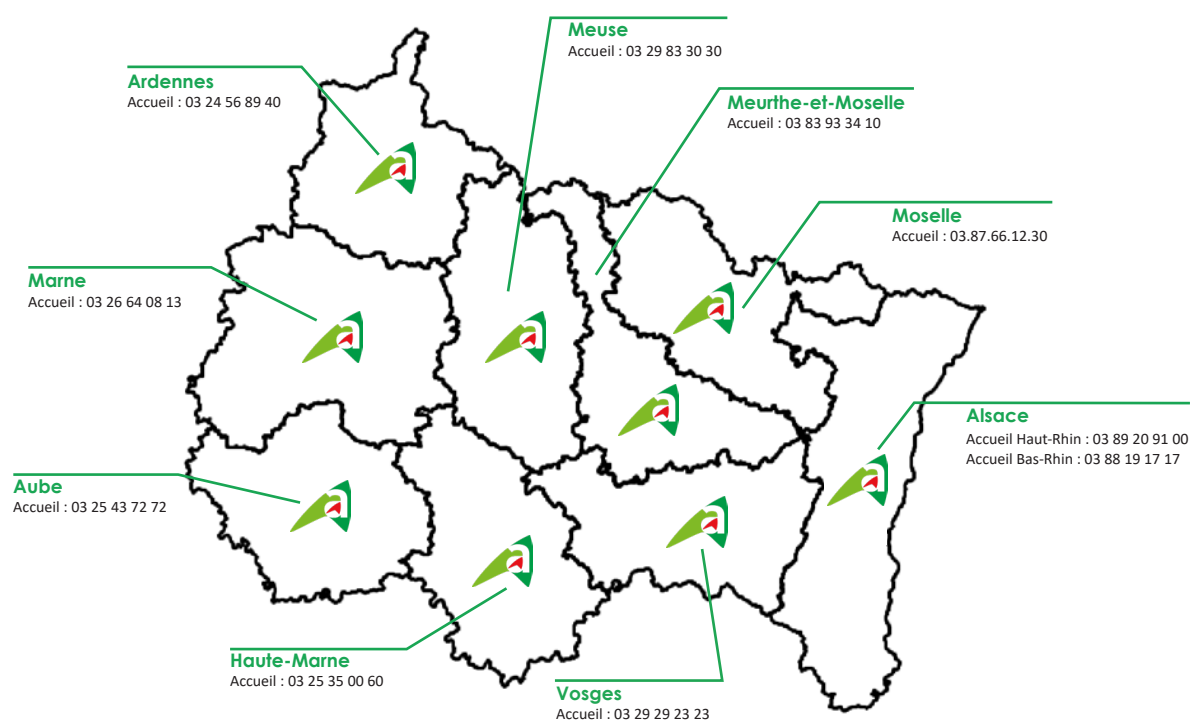 Meuse
Accueil : 03 29 83 30 30
Ardennes
Accueil : 03 24 56 89 40
Meurthe-et-Moselle
Accueil : 03 83 93 34 10
Moselle
Accueil : 03.87.66.12.30
Marne
Accueil : 03 26 64 08 13
Alsace
Accueil Haut-Rhin : 03 89 20 91 00
Accueil Bas-Rhin : 03 88 19 17 17
Aube
Accueil : 03 25 43 72 72
Haute-Marne
Accueil : 03 25 35 00 60
Vosges
Accueil : 03 29 29 23 23